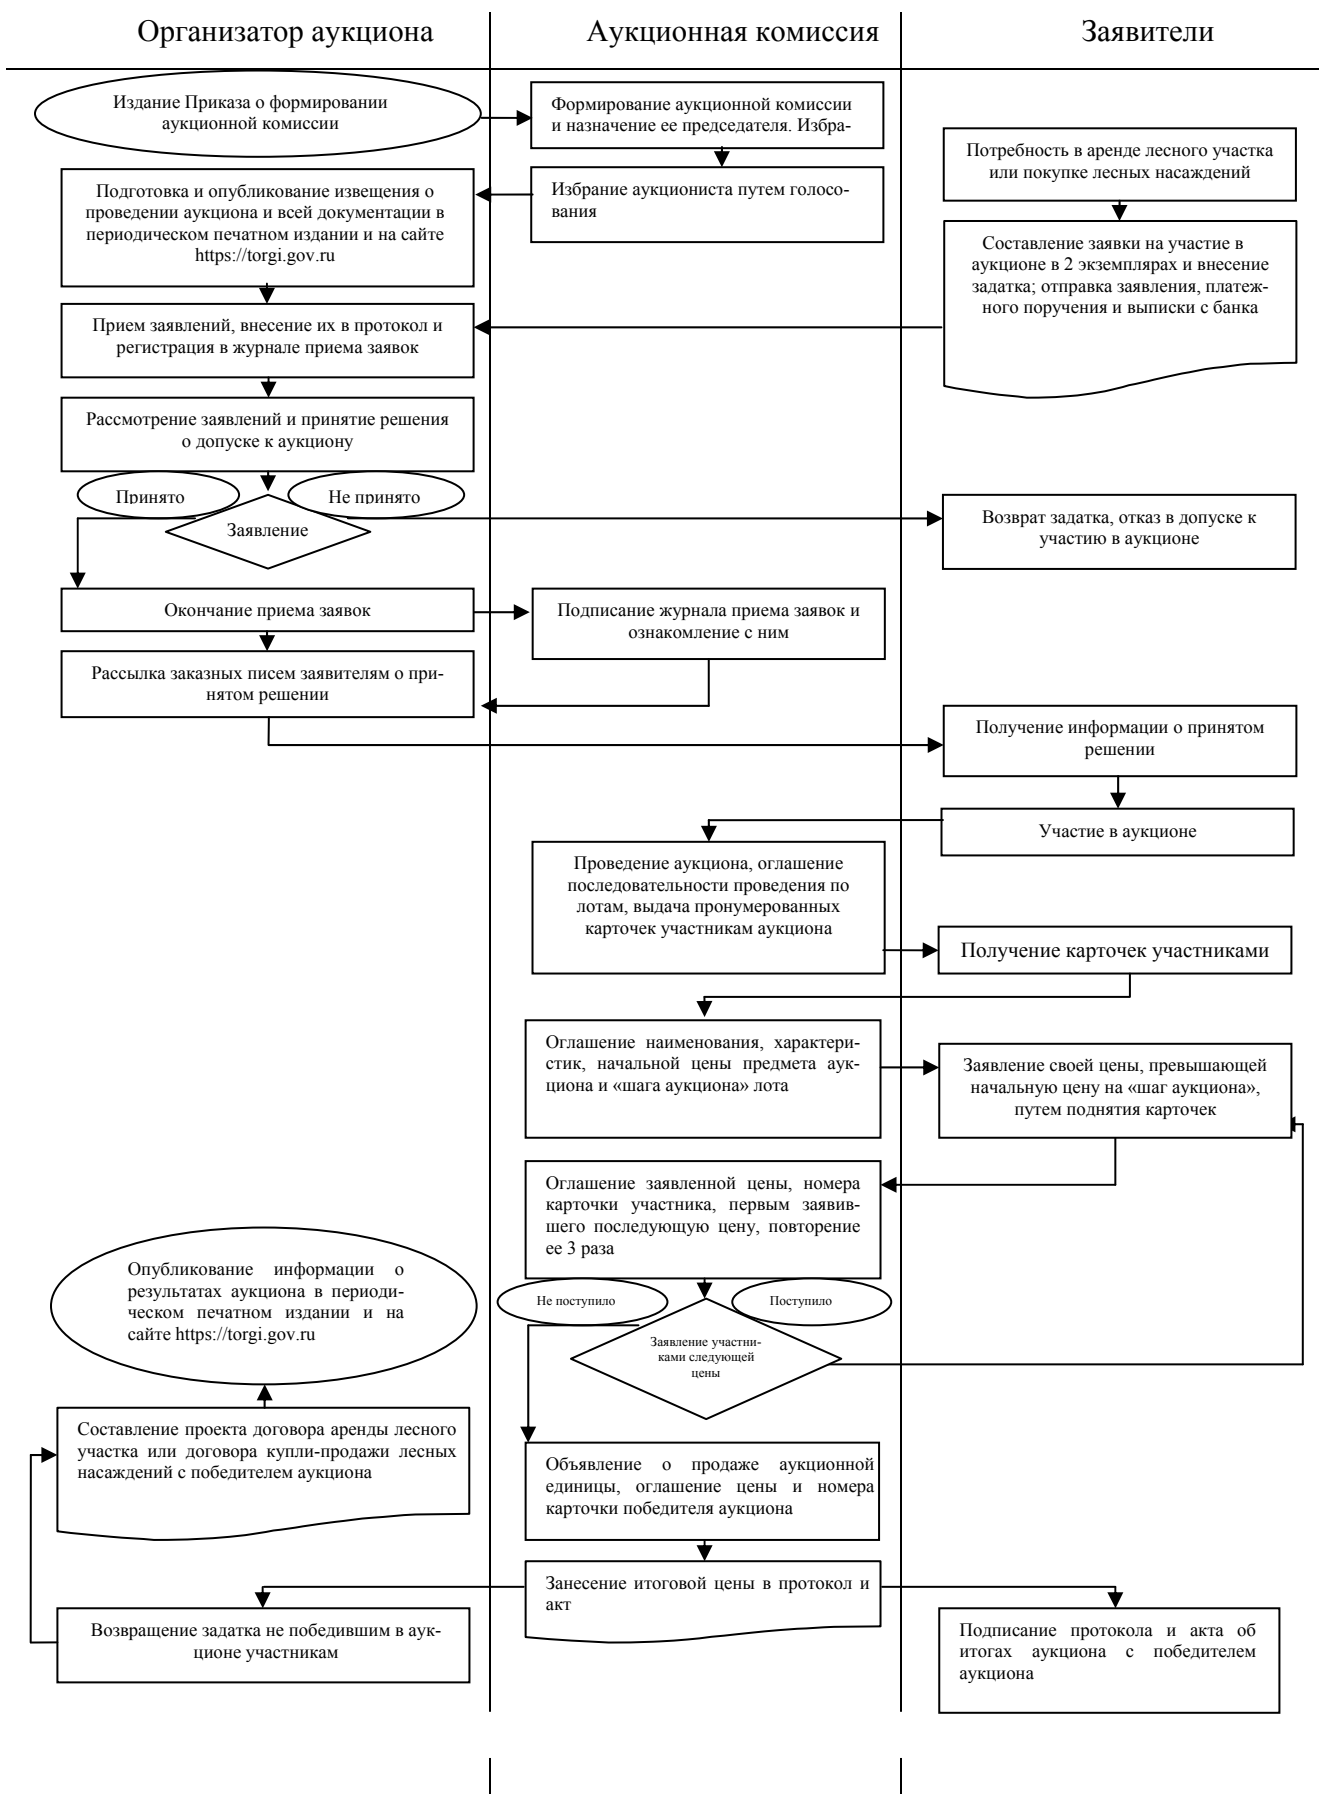 Организатор аукциона
Аукционная комиссия
Заявители
Издание Приказа о формировании
аукционной комиссии
Формирование аукционной комиссии
и назначение ее председателя. Избра-
Потребность в аренде лесного участка
или покупке лесных насаждений
Подготовка и опубликование извещения о
проведении аукциона и всей документации в
периодическом печатном издании и на сайте
https://torgi.gov.ru
Избрание аукциониста путем голосо-
вания
Составление заявки на участие в
аукционе в 2 экземплярах и внесение
задатка; отправка заявления, платеж-
ного поручения и выписки с банка
Прием заявлений, внесение их в протокол и
регистрация в журнале приема заявок
Рассмотрение заявлений и принятие решения
о допуске к аукциону
Принято
Не принято
Заявление
Возврат задатка, отказ в допуске к
участию в аукционе
Окончание приема заявок
Подписание журнала приема заявок и
ознакомление с ним
Рассылка заказных писем заявителям о при-
нятом решении
Получение информации о принятом
решении
Участие в аукционе
Проведение аукциона, оглашение
последовательности проведения по
лотам, выдача пронумерованных
карточек участникам аукциона
Получение карточек участниками
Оглашение наименования, характери-
стик, начальной цены предмета аук-
циона и «шага аукциона» лота
Заявление своей цены, превышающей
начальную цену на «шаг аукциона»,
путем поднятия карточек
Оглашение заявленной цены, номера
карточки участника, первым заявив-
шего последующую цену, повторение
ее 3 раза
Опубликование информации о
результатах аукциона в периоди-
ческом печатном издании и на
сайте https://torgi.gov.ru
Не поступило
Поступило
Заявление участни-
ками следующей
цены
Составление проекта договора аренды лесного
участка или договора купли-продажи лесных
насаждений с победителем аукциона
Объявление о продаже аукционной
единицы, оглашение цены и номера
карточки победителя аукциона
Занесение итоговой цены в протокол и
акт
Возвращение задатка не победившим в аук-
ционе участникам
Подписание протокола и акта об
итогах аукциона с победителем
аукциона